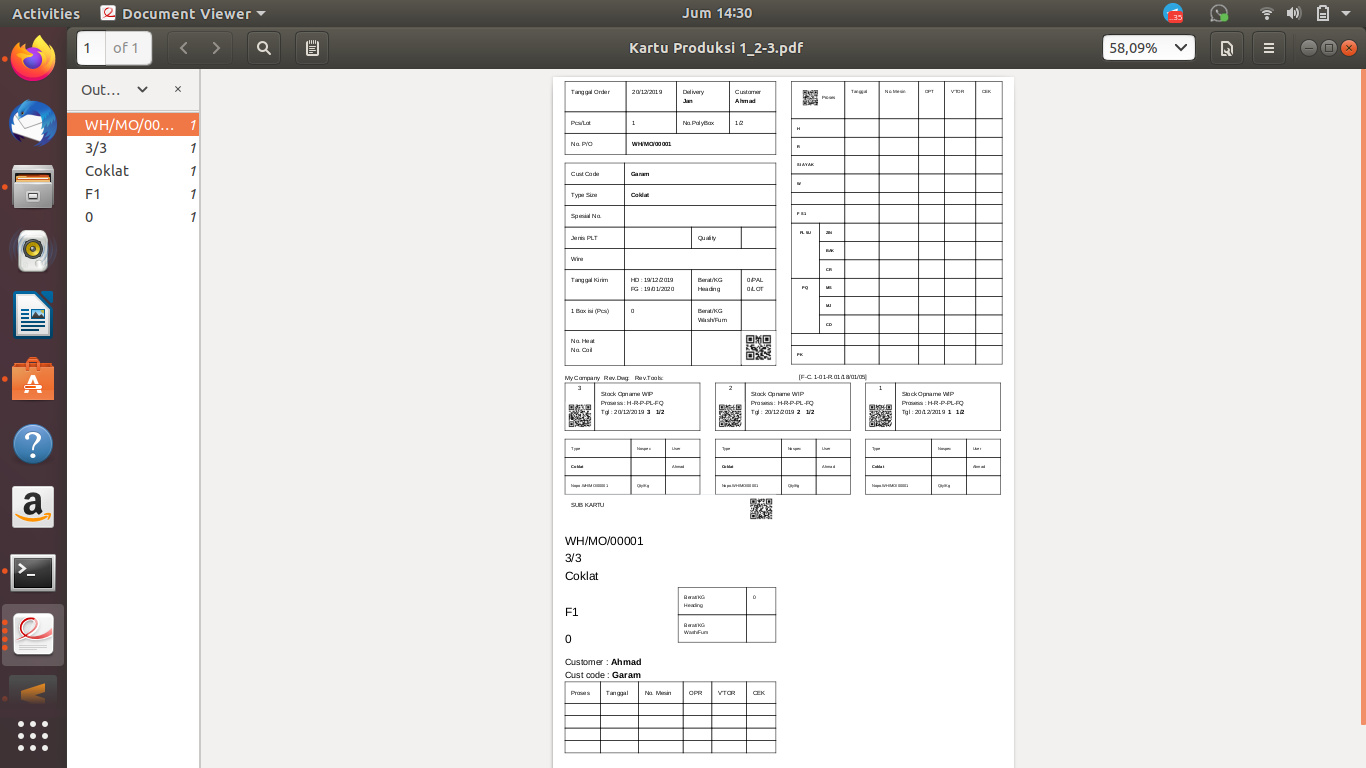 Activities
Document Viewer
Jum 14:30
35
1 of 1
Kartu Produksi 1_2-3.pdf
58,09%
Out...
WH/MO/00... 1
3/3 1
Coklat 1
F1 1
0 1
Tanggal Order 20/12/2019 Delivery Customer
Jan Ahmad
Pcs/Lot 1 No.PolyBox 1/2
No. P/O WH/MO/00001
Cust Code Garam
Type Size Coklat
Spesial No.
Jenis PLT Quality
Wire
Tanggal Kirim HD : 19/12/2019 Berat/KG 0/PAL
FG : 19/01/2020 Heading 0/LOT
1 Box isi (Pcs) 0 Berat/KG
Wash/Furn
No. Heat
No. Coil
Proses Tanggal No. Mesin OPT V'TOR CEK
H
R
SIAYAK
W
F S1
PL SU ZIN
BAK
CR
FQ MS
MJ
CD
PK
My Company Rev.Dwg: Rev.Tools:
[F-C. 1-01-R.01/18/01/05]
3
Stock Opname WIP
Prosess : H-R-P-PL-FQ
Tgl : 20/12/2019 3 1/2
2
Stock Opname WIP
Prosess : H-R-P-PL-FQ
Tgl : 20/12/2019 2 1/2
1
Stock Opname WIP
Prosess : H-R-P-PL-FQ
Tgl : 20/12/2019 1 1/2
Type Nospec User
Coklat Ahmad
Nopo.WH/MO/00001 Qty/Kg
Type Nospec User
Coklat Ahmad
Nopo.WH/MO/00001 Qty/Kg
Type Nospec User
Coklat Ahmad
Nopo.WH/MO/00001 Qty/Kg
SUB KARTU
WH/MO/00001
3/3
Coklat
F1
0
Berat/KG 0
Heading
Berat/KG
Wash/Furn
Customer : Ahmad
Cust code : Garam
Proses Tanggal No. Mesin OPR V'TOR CEK